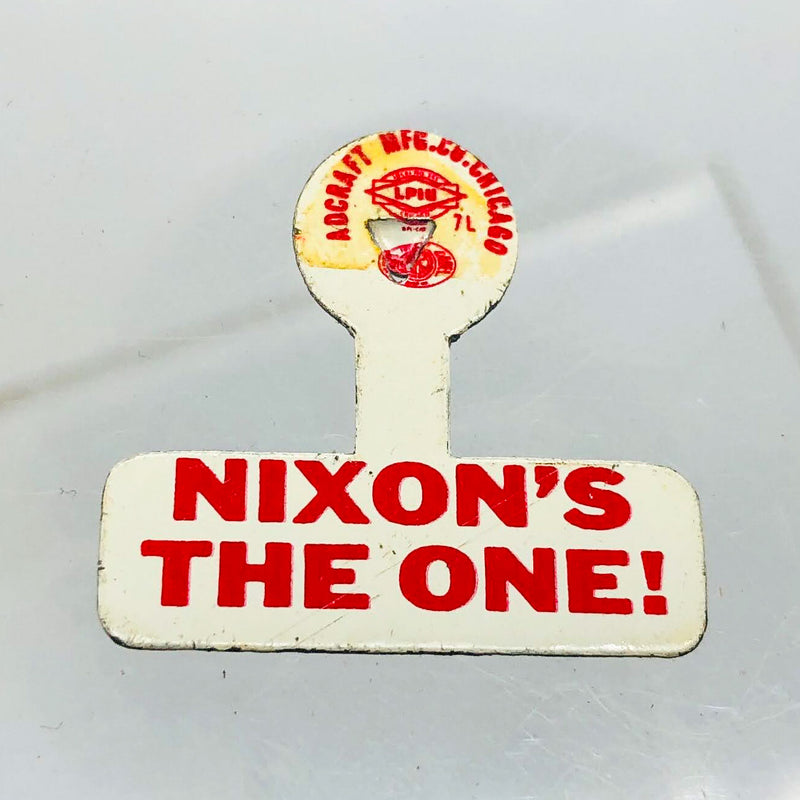 ADCRAFT MFG.CO.CHICAGO
LPIU
7L
NIXON'S
THE ONE!